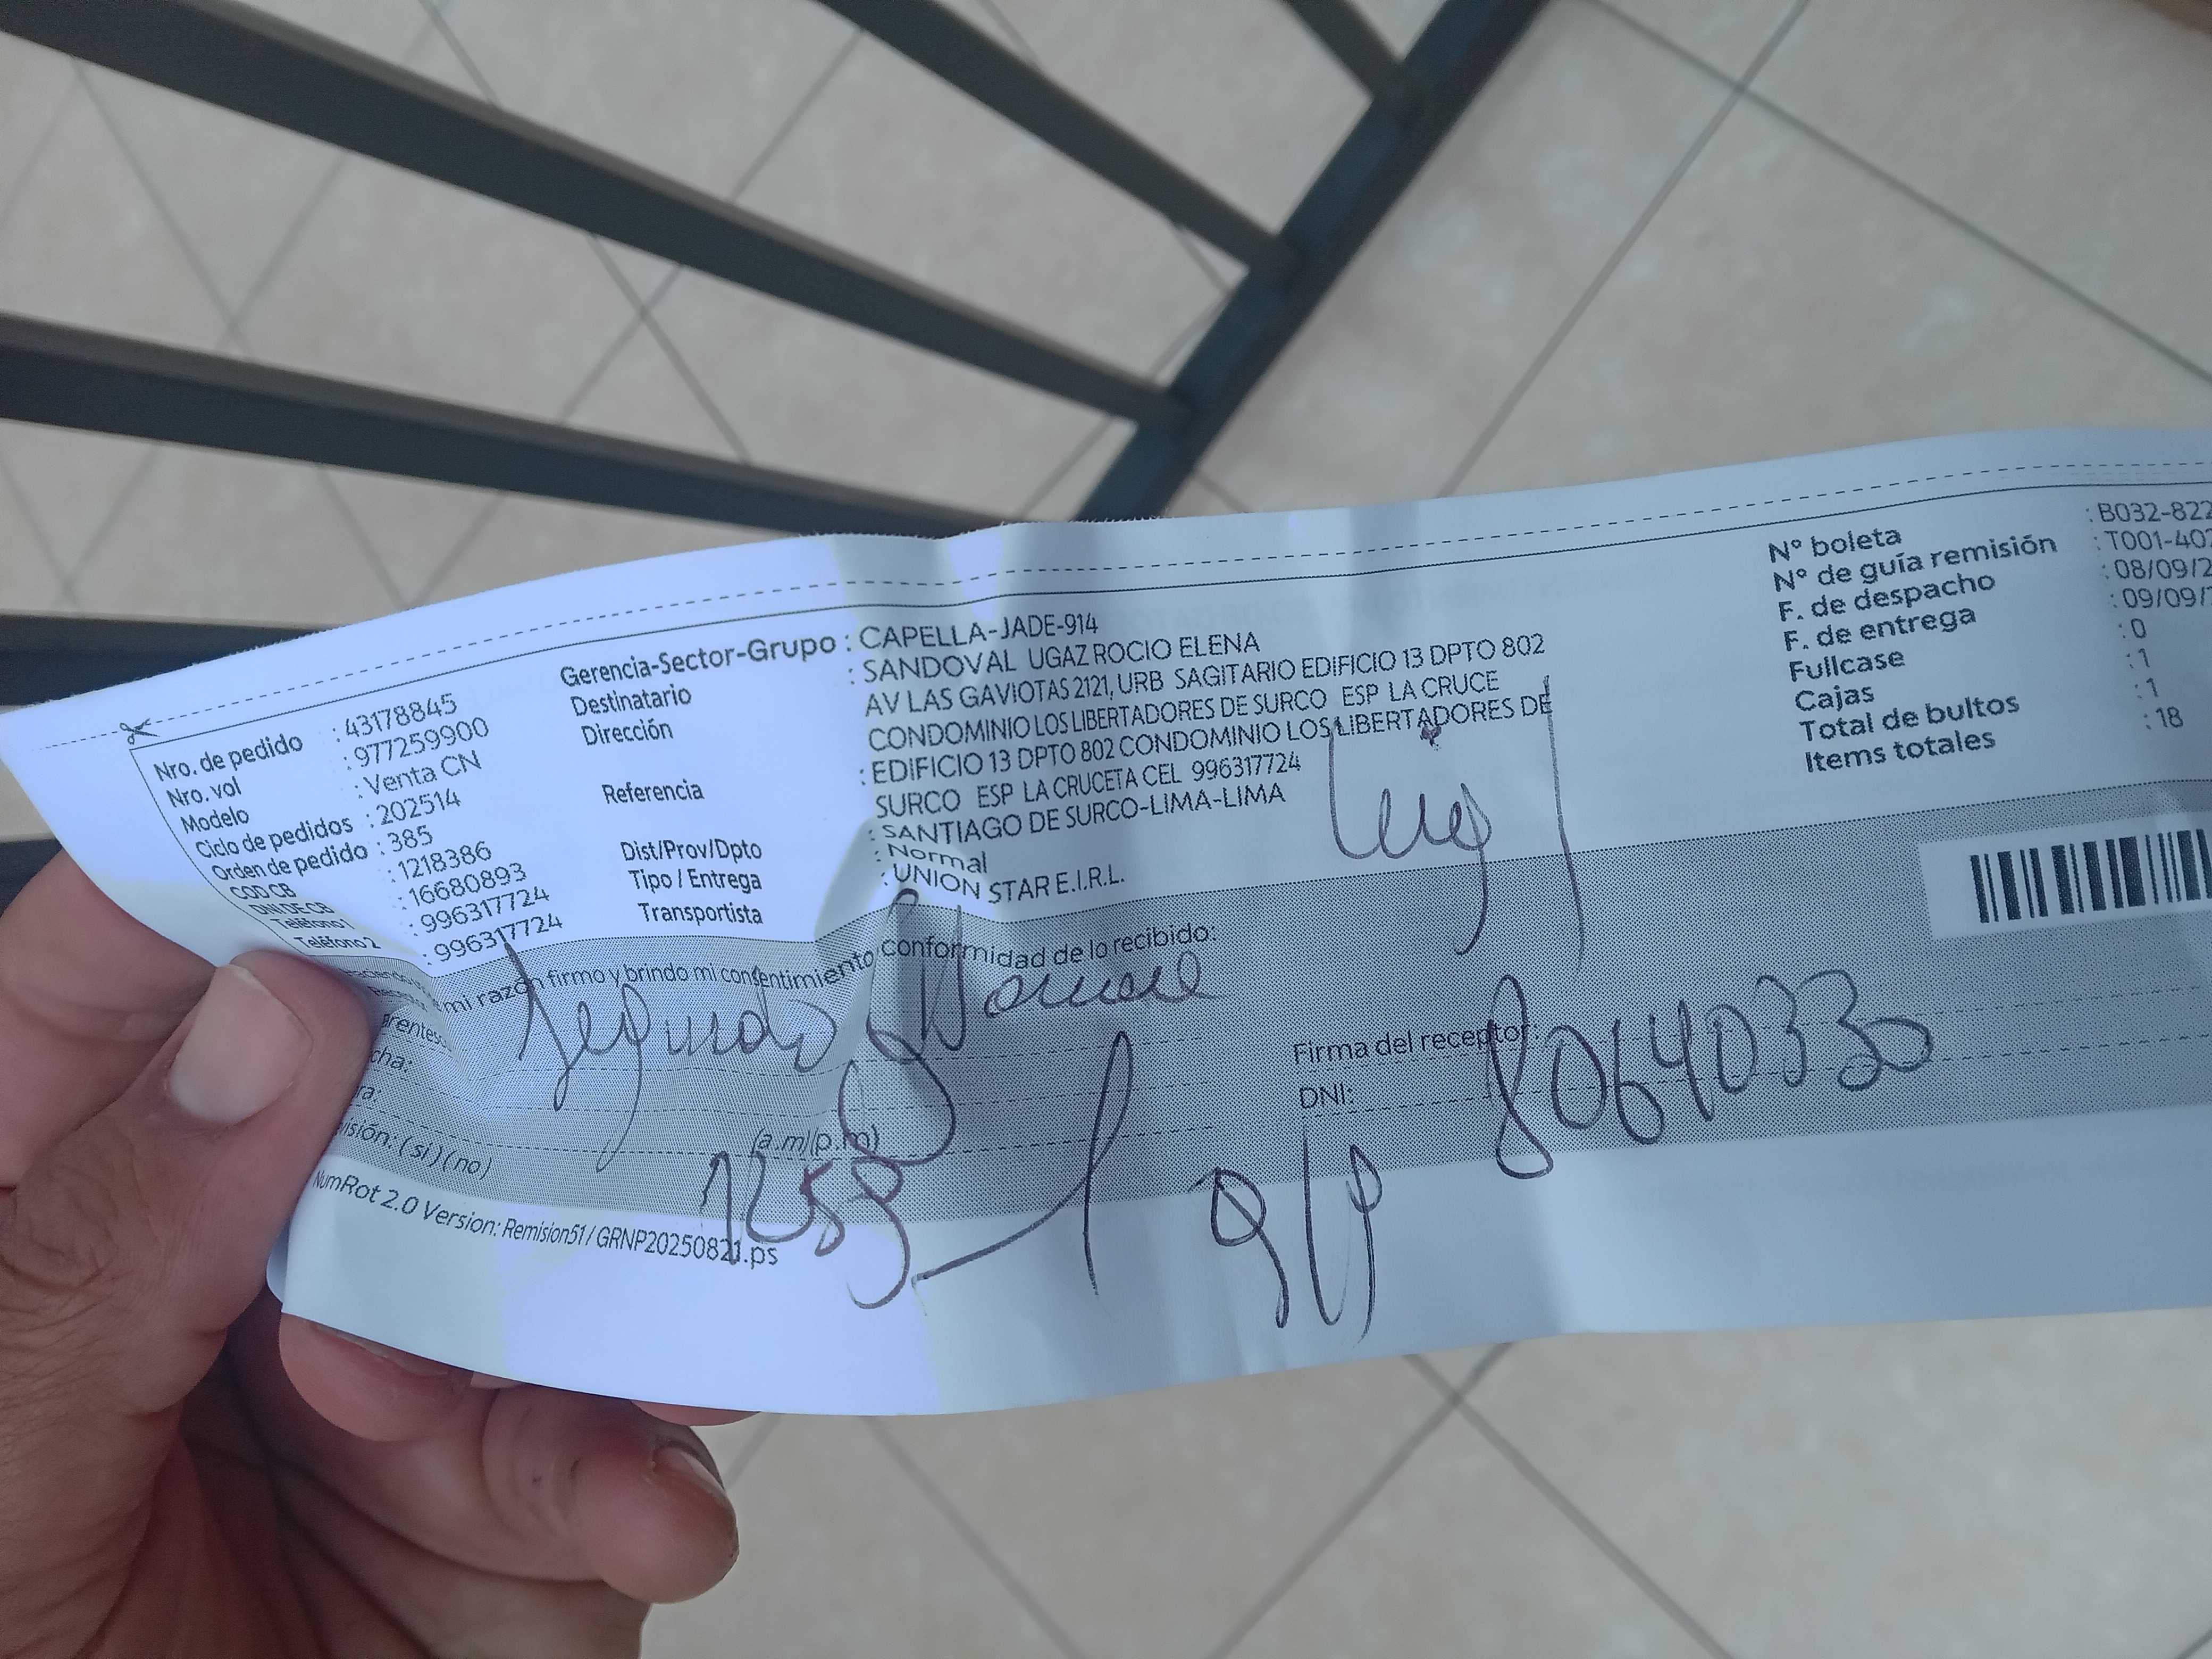 Nro. de pedido : 43178845
Nro. vol : 977259900
Modelo : Venta CN
Ciclo de pedidos : 202514
Orden de pedido : 385
COD CB : 1218386
DNI DE CB : 16680893
Teléfono 1 : 996317724
Teléfono 2 : 996317724
Gerencia-Sector-Grupo : CAPELLA-JADE-914
Destinatario : SANDOVAL UGAZ ROCIO ELENA
Dirección AV LAS GAVIOTAS 2121, URB SAGITARIO EDIFICIO 13 DPTO 802
CONDOMINIO LOS LIBERTADORES DE SURCO ESP LA CRUCE
Referencia : EDIFICIO 13 DPTO 802 CONDOMINIO LOS LIBERTADORES DE
SURCO ESP LA CRUCETA CEL 996317724
Dist/Prov/Dpto : SANTIAGO DE SURCO-LIMA-LIMA
Tipo / Entrega : Normal
Transportista : UNION STAR E.I.R.L.
N° boleta : B032-822
N° de guía remisión : T001-402
F. de despacho : 08/09/2
F. de entrega : 09/09/
Fullcase : 0
Cajas : 1
Total de bultos : 1
Items totales : 18
mi razón firmo y brindo mi consentimiento conformidad de lo recibido:
Segundo
Firma del receptor:
DNI: 80640330
(a.m)(p.m)
1258
isión: ( si ) ( no )
NumRot 2.0 Version: Remision51 / GRNP20250821.ps